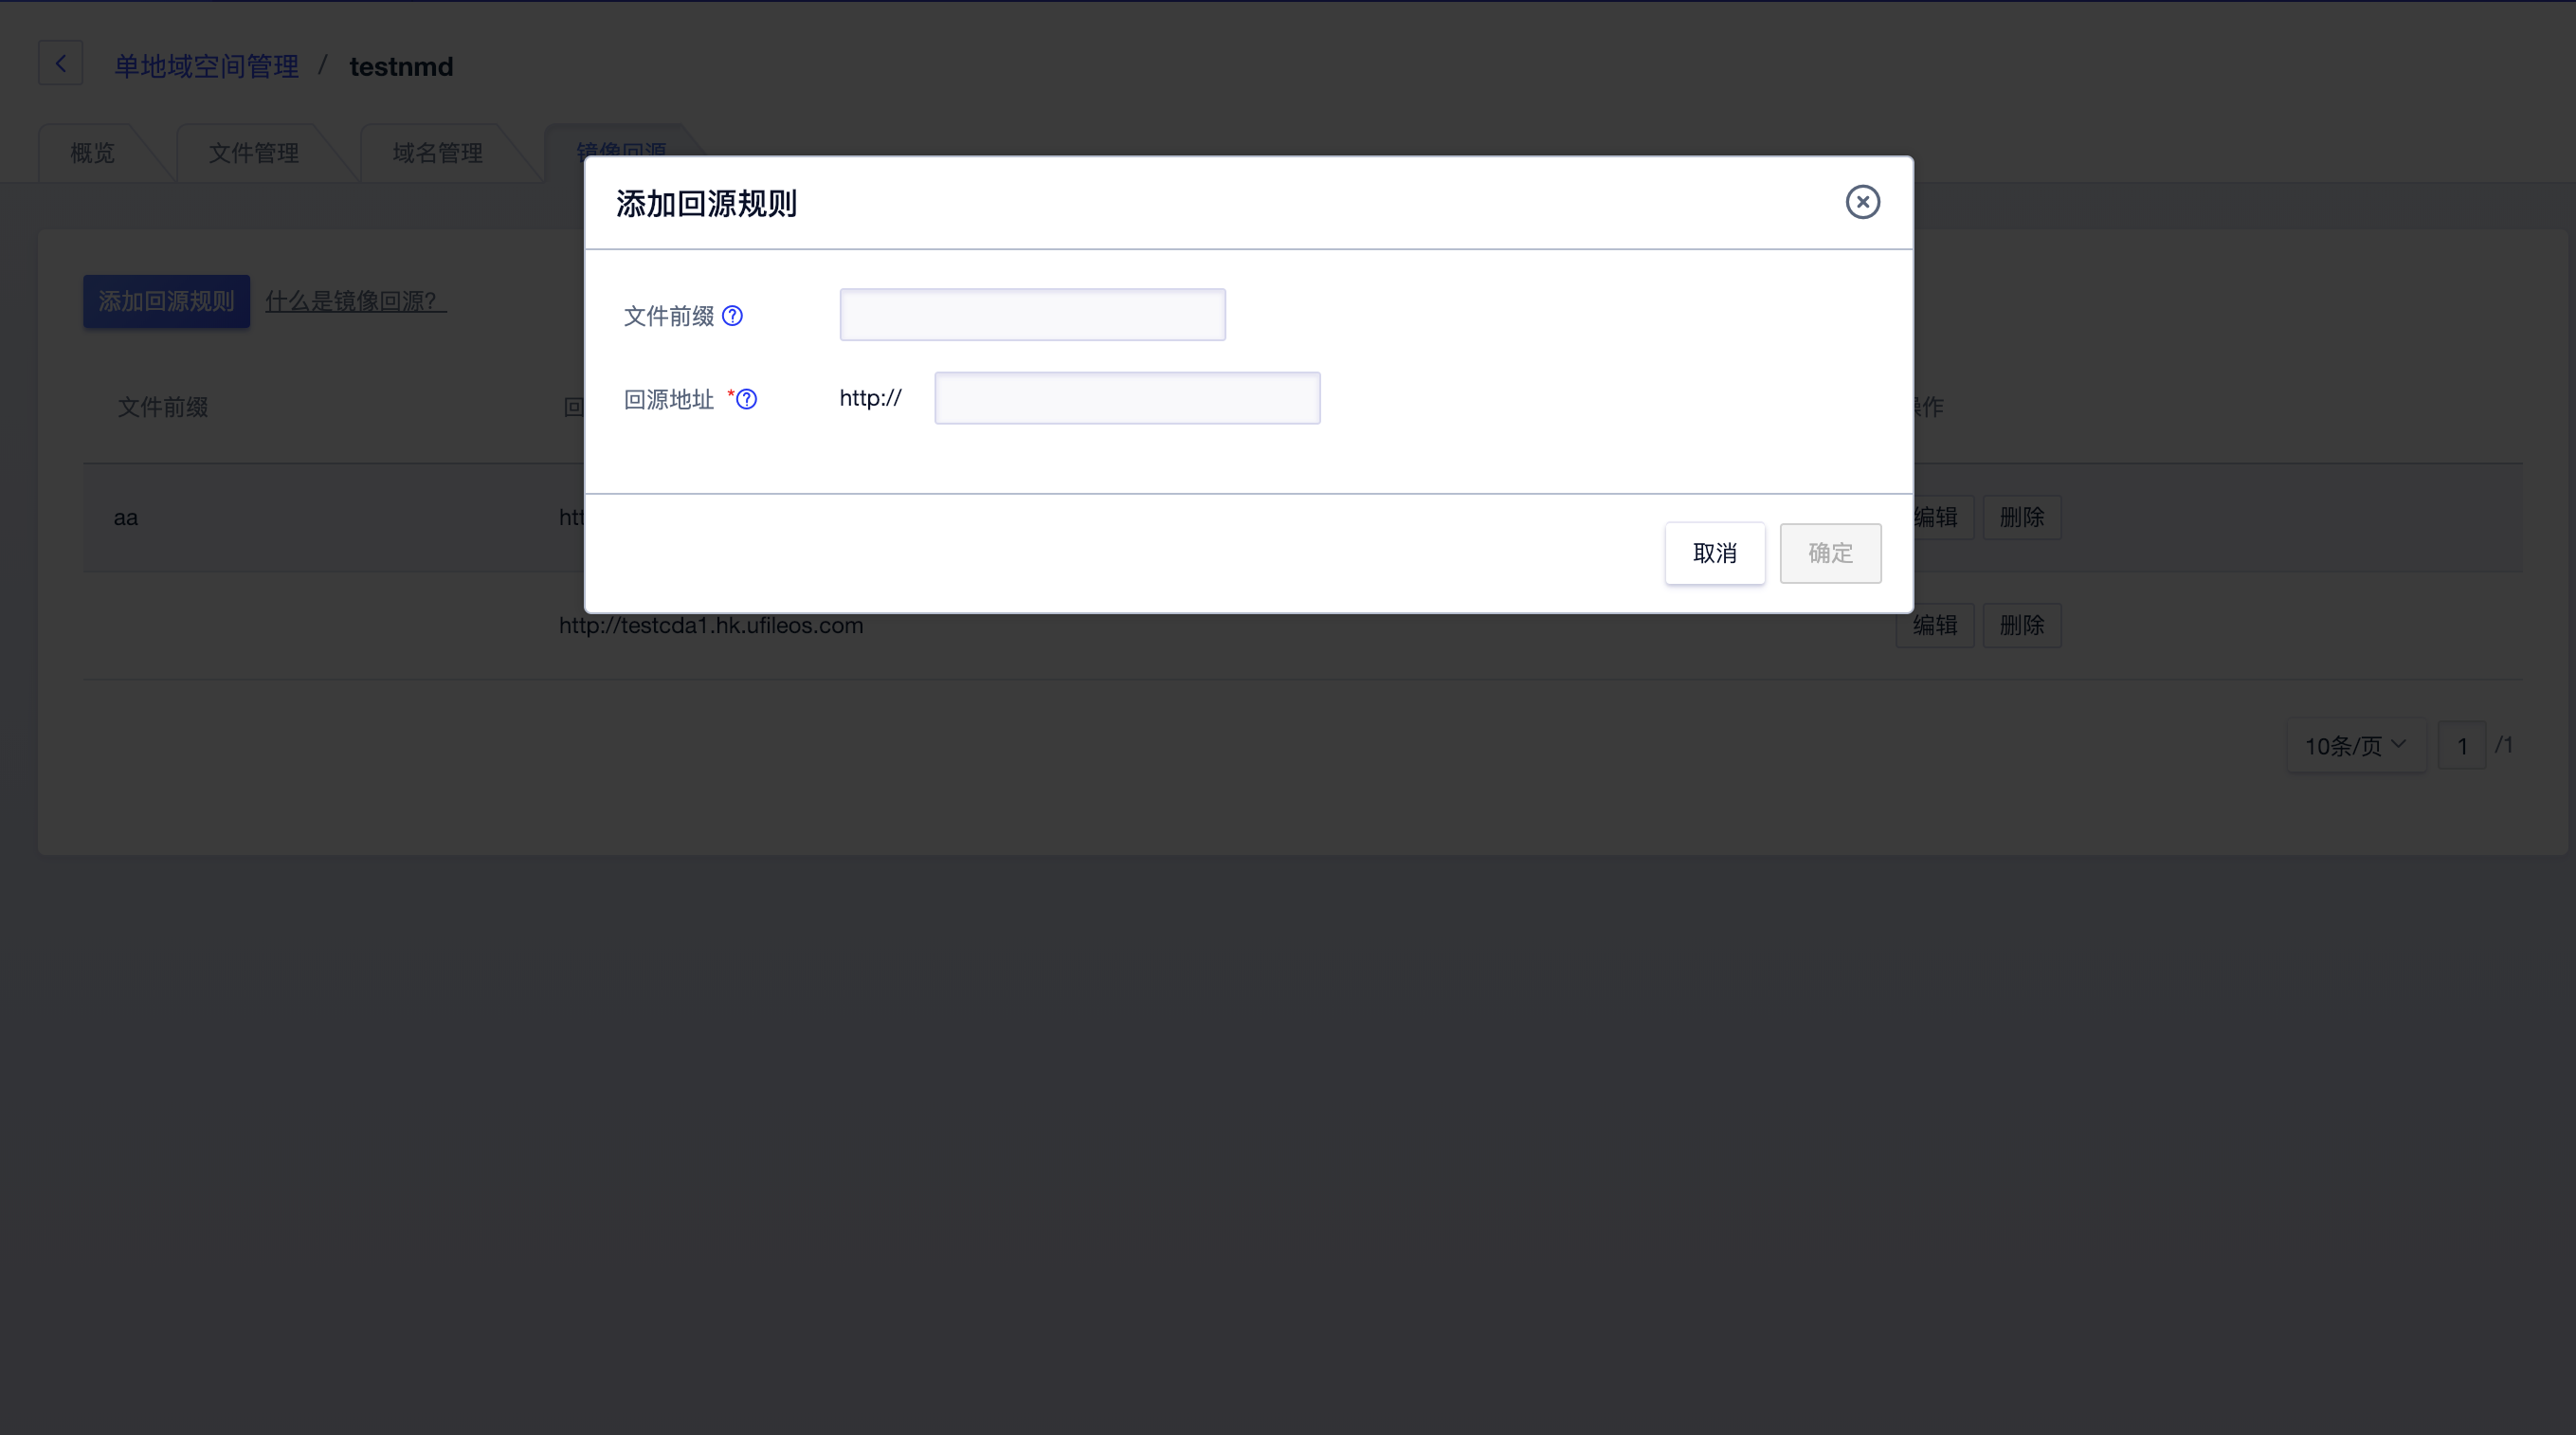 单地域空间管理 / testnmd
概览 文件管理 域名管理 镜像回源
添加回源规则
添加回源规则 什么是镜像回源?
文件前缀
回源地址 * http://
文件前缀 回 操作
aa htt 编辑 删除
取消 确定
http://testcda1.hk.ufileos.com 编辑 删除
10条/页 1 /1